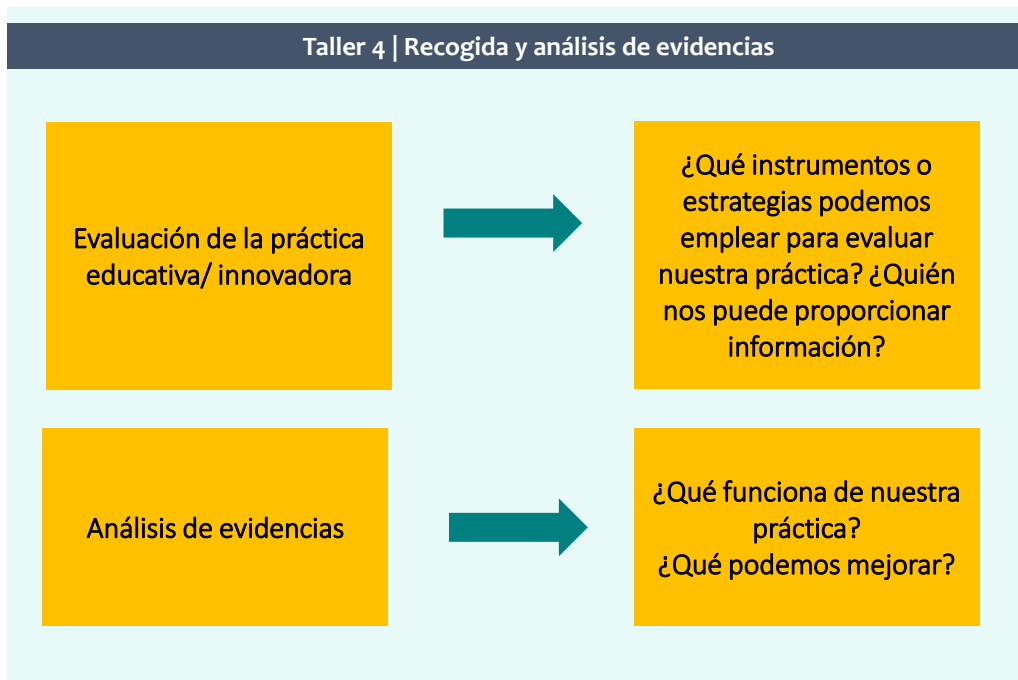 Taller 4 | Recogida y análisis de evidencias
Evaluación de la práctica
educativa/ innovadora
¿Qué instrumentos o
estrategias podemos
emplear para evaluar
nuestra práctica? ¿Quién
nos puede proporcionar
información?
Análisis de evidencias
¿Qué funciona de nuestra
práctica?
¿Qué podemos mejorar?